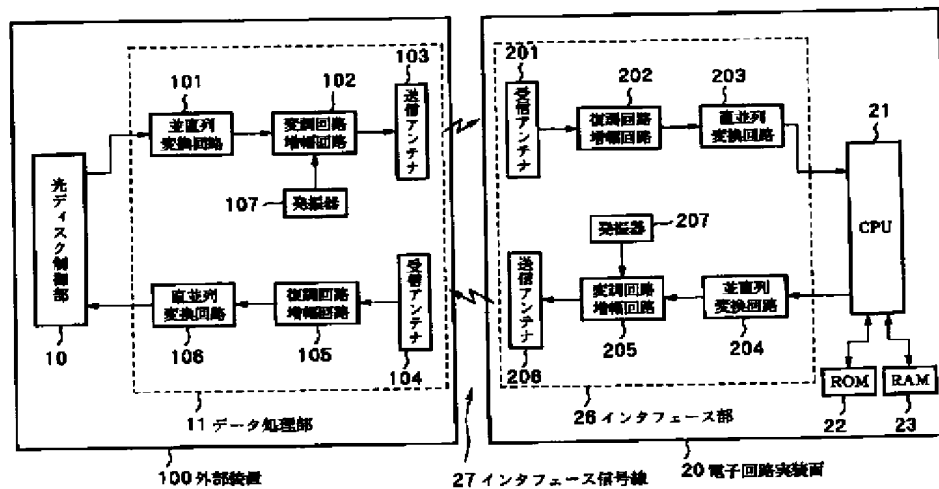 101
並直列
変換回路
102
変調回路
増幅回路
103
送信アンテナ
107
発振器
光ディスク制御部
10
直並列
変換回路
106
復調回路
増幅回路
105
受信アンテナ
104
11 データ処理部
100 外部装置
27 インタフェース信号線
201
受信アンテナ
202
復調回路
増幅回路
203
直並列
変換回路
21
CPU
発振器
207
送信アンテナ
206
変調回路
増幅回路
205
並直列
変換回路
204
ROM
22
RAM
23
26 インタフェース部
20 電子回路実装面